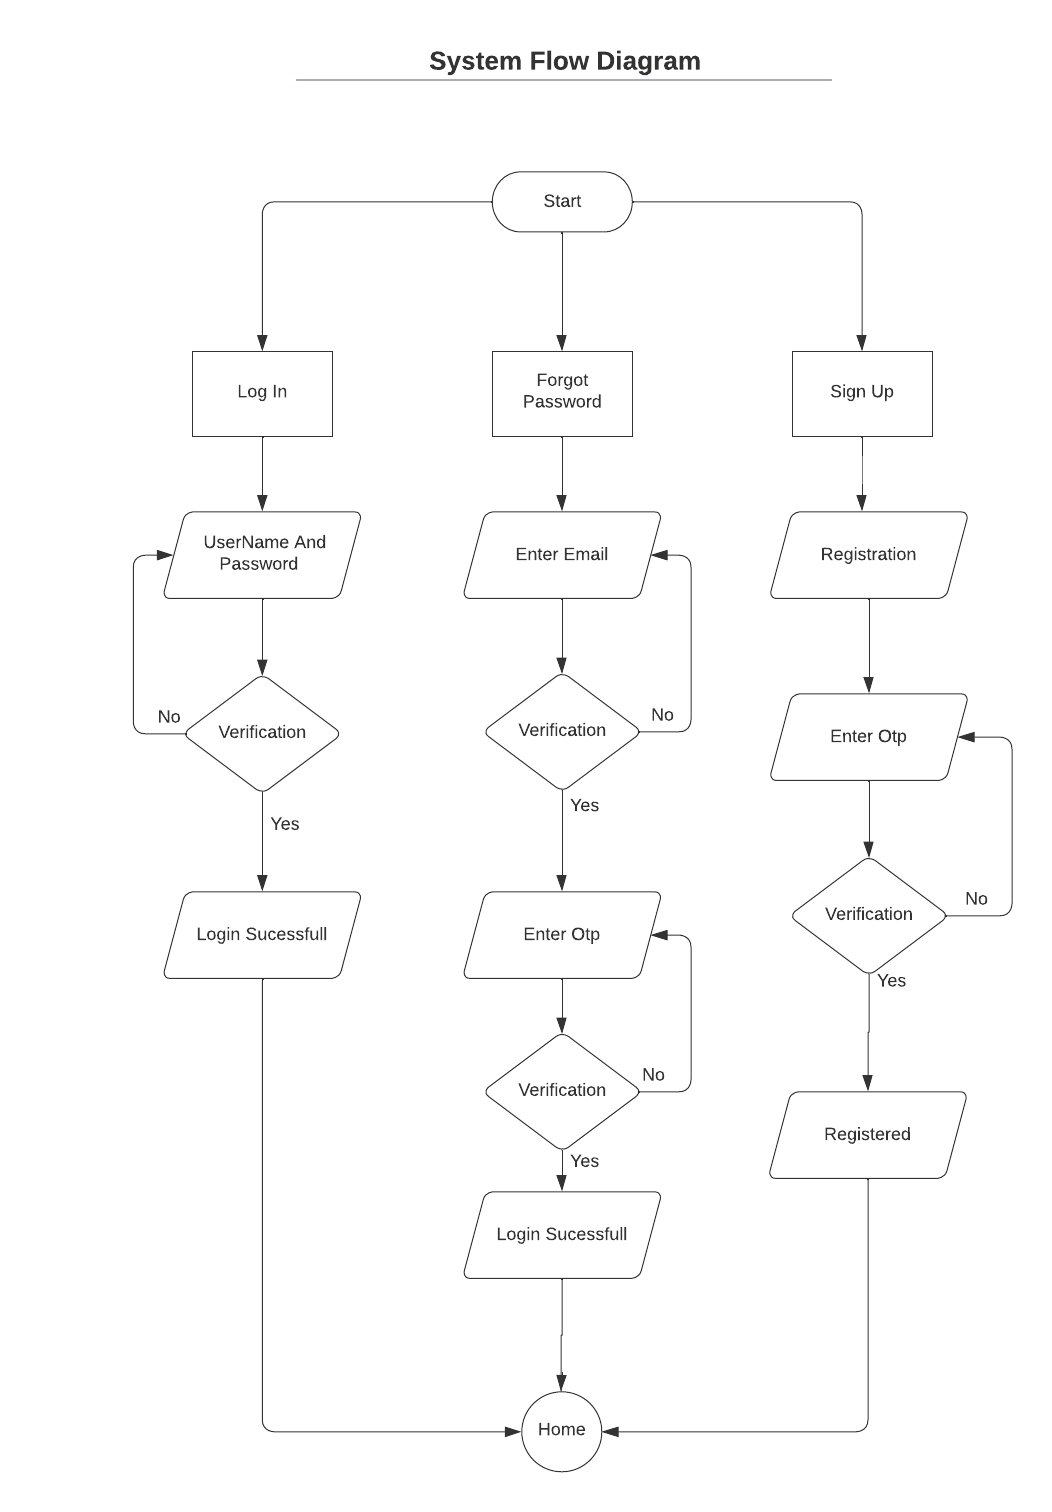 System Flow Diagram
Start
Log In
Forgot
Password
Sign Up
UserName And
Password
Enter Email
Registration
No
Verification
Verification
No
Enter Otp
Yes
Yes
Verification
No
Login Sucessfull
Enter Otp
Yes
Verification
No
Registered
Yes
Login Sucessfull
Home